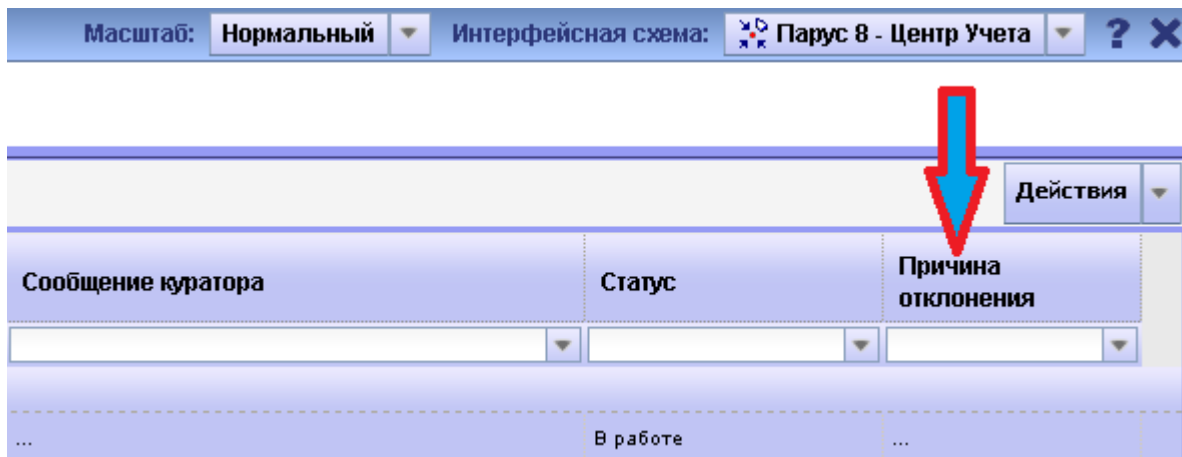 Масштаб: Нормальный Интерфейсная схема: Парус 8 - Центр Учета ?
Действия
Сообщение куратора Статус Причина
отклонения
... В работе ...